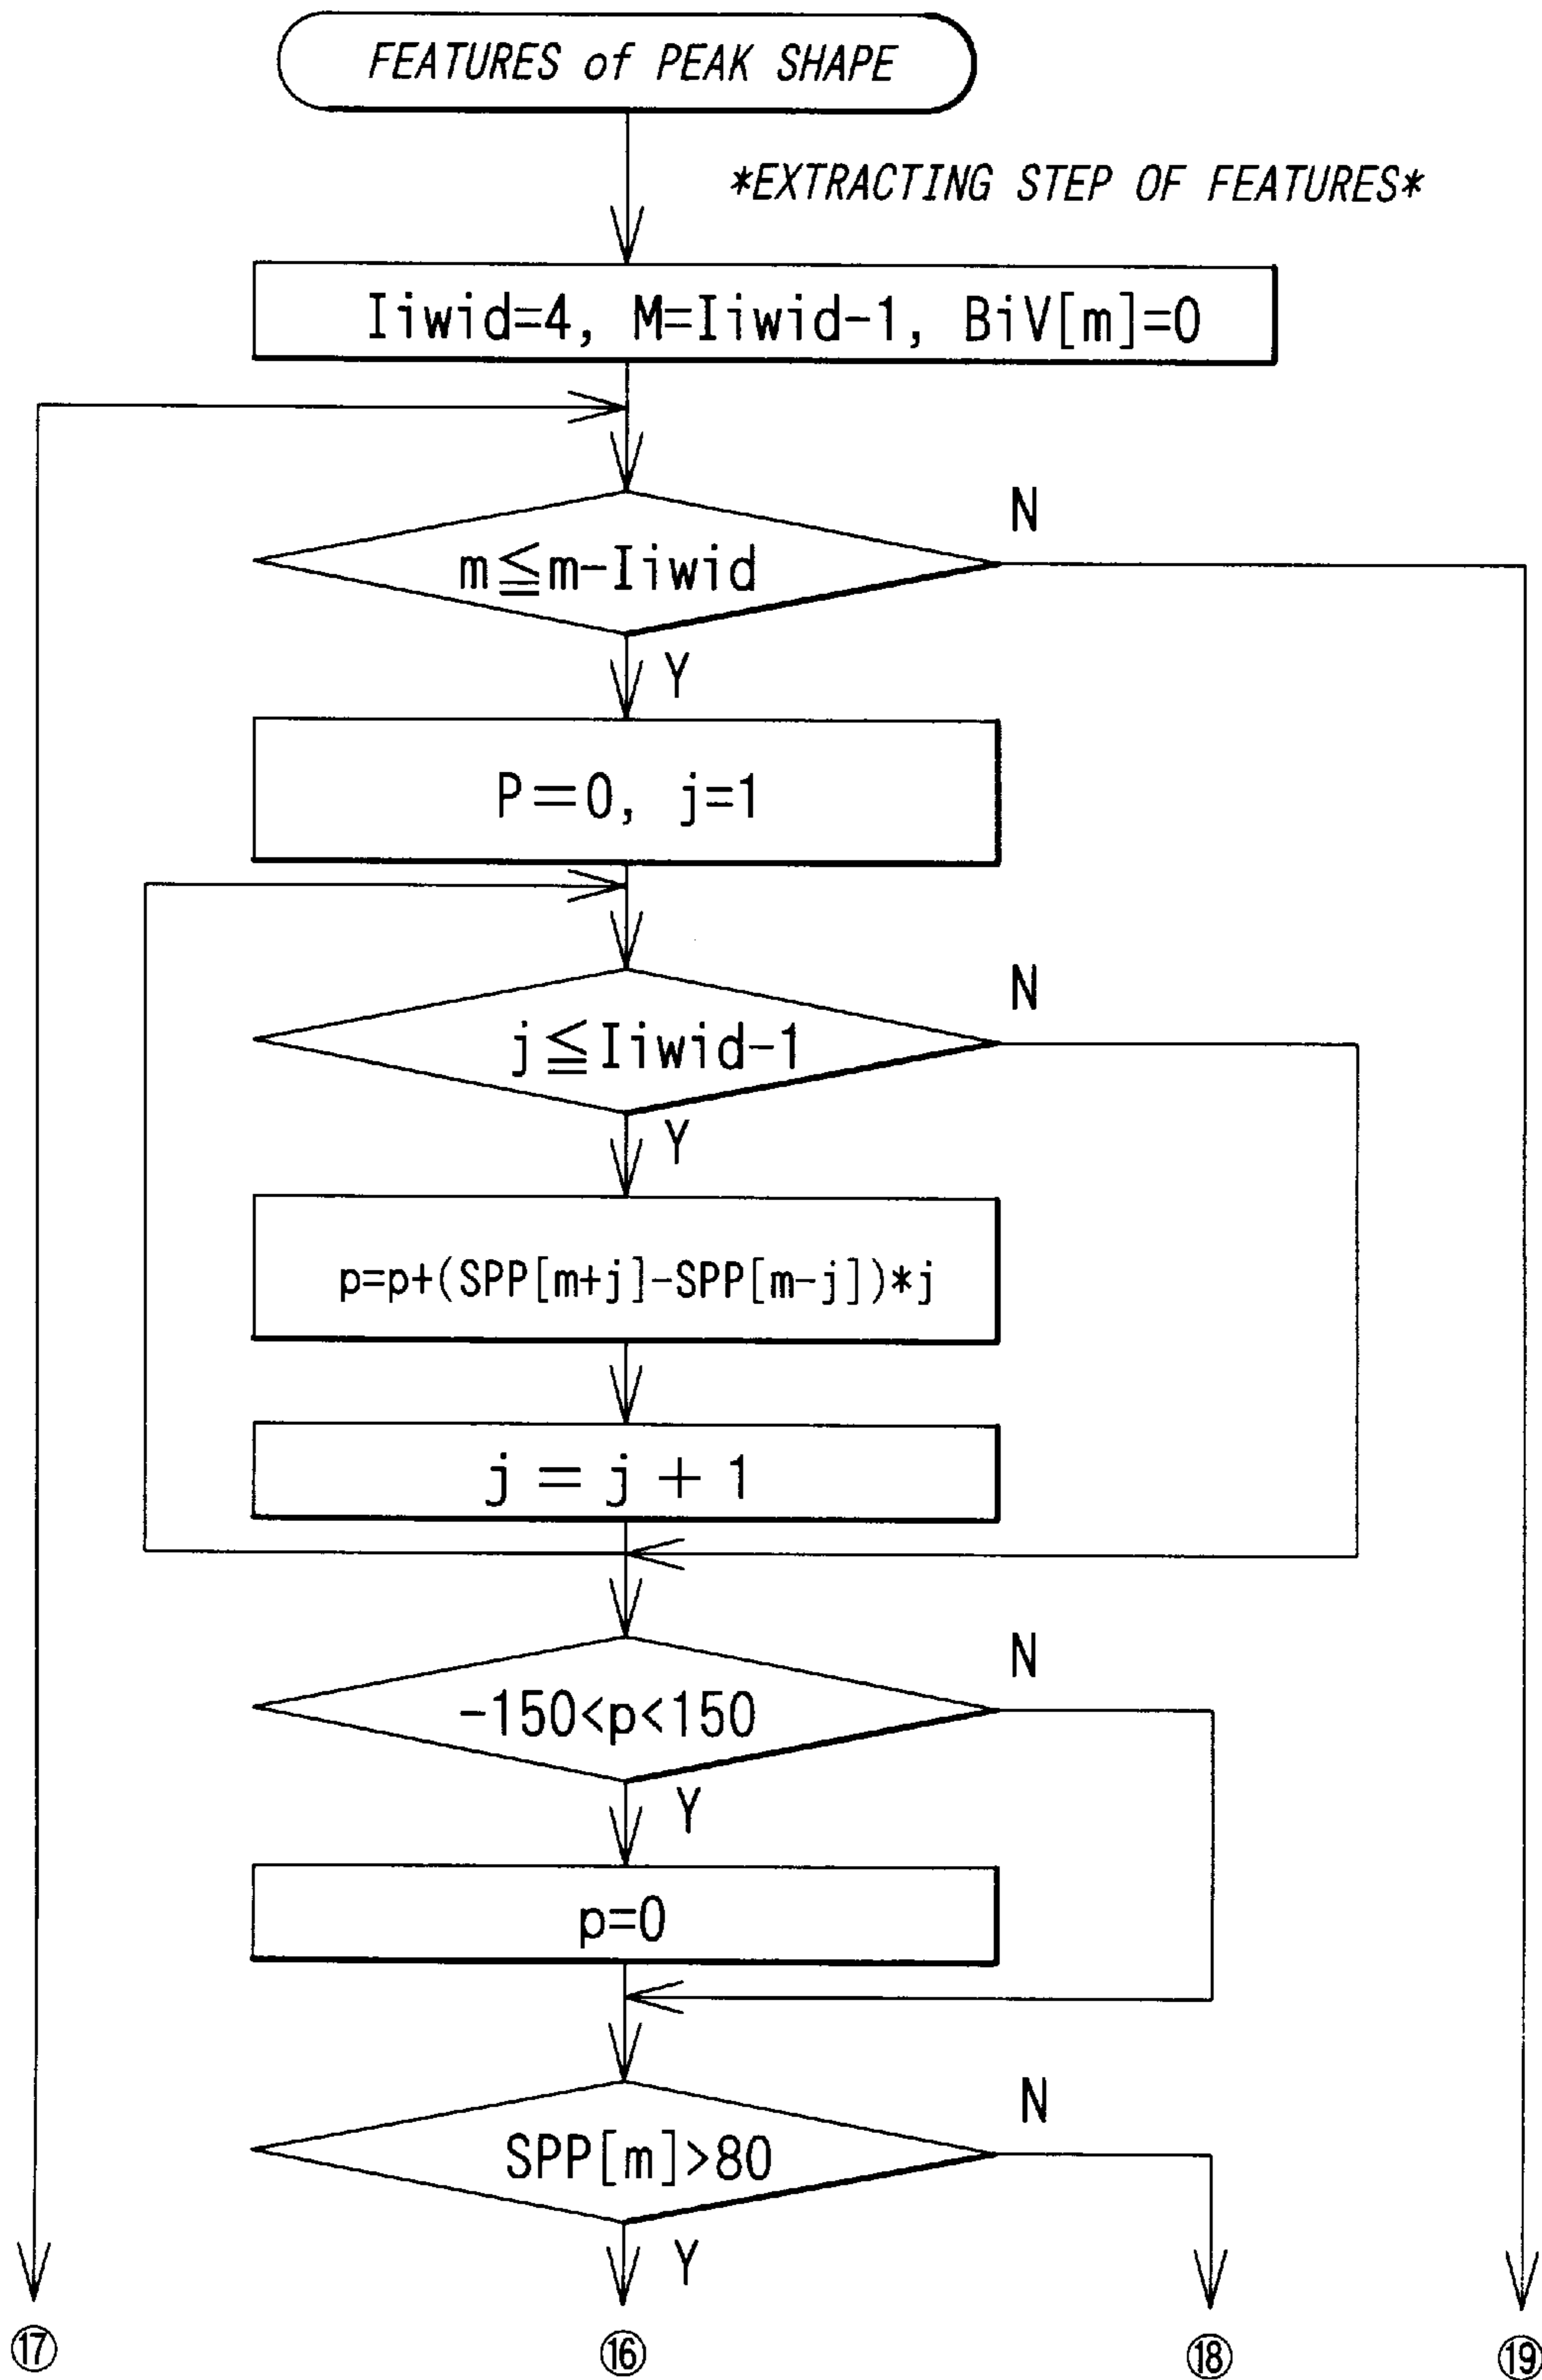 FEATURES of PEAK SHAPE
*EXTRACTING STEP OF FEATURES*
Iiwid=4, M=Iiwid-1, BiV[m]=0
N
m≦m-Iiwid
Y
P=0, j=1
N
j≦Iiwid-1
Y
p=p+(SPP[m+j]-SPP[m-j])*j
j=j+1
N
-150<p<150
Y
p=0
N
SPP[m]>80
Y
⑰ ⑯ ⑱ ⑲